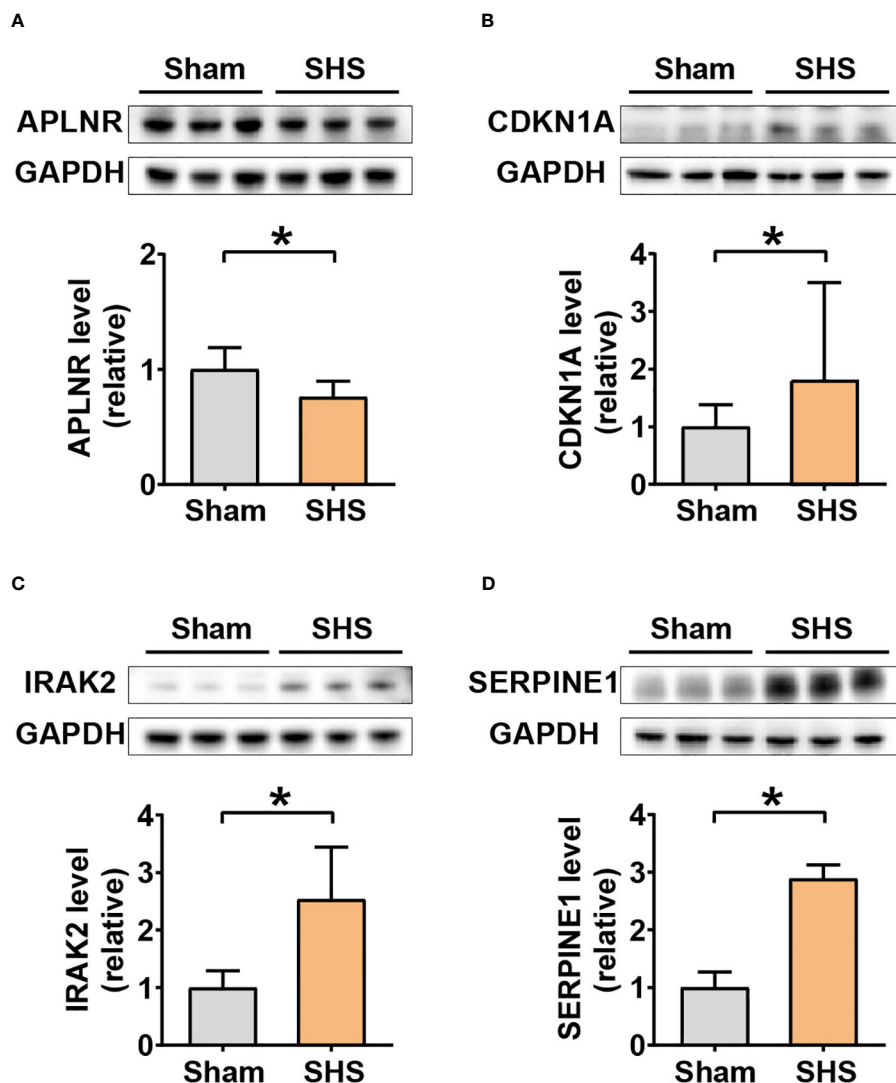 A
Sham SHS
APLNR
GAPDH
*
2
1
0
APLNR level
(relative)
Sham SHS
B
Sham SHS
CDKN1A
GAPDH
*
4
3
2
1
0
CDKN1A level
(relative)
Sham SHS
C
Sham SHS
IRAK2
GAPDH
*
4
3
2
1
0
IRAK2 level
(relative)
Sham SHS
D
Sham SHS
SERPINE1
GAPDH
*
4
3
2
1
0
SERPINE1 level
(relative)
Sham SHS